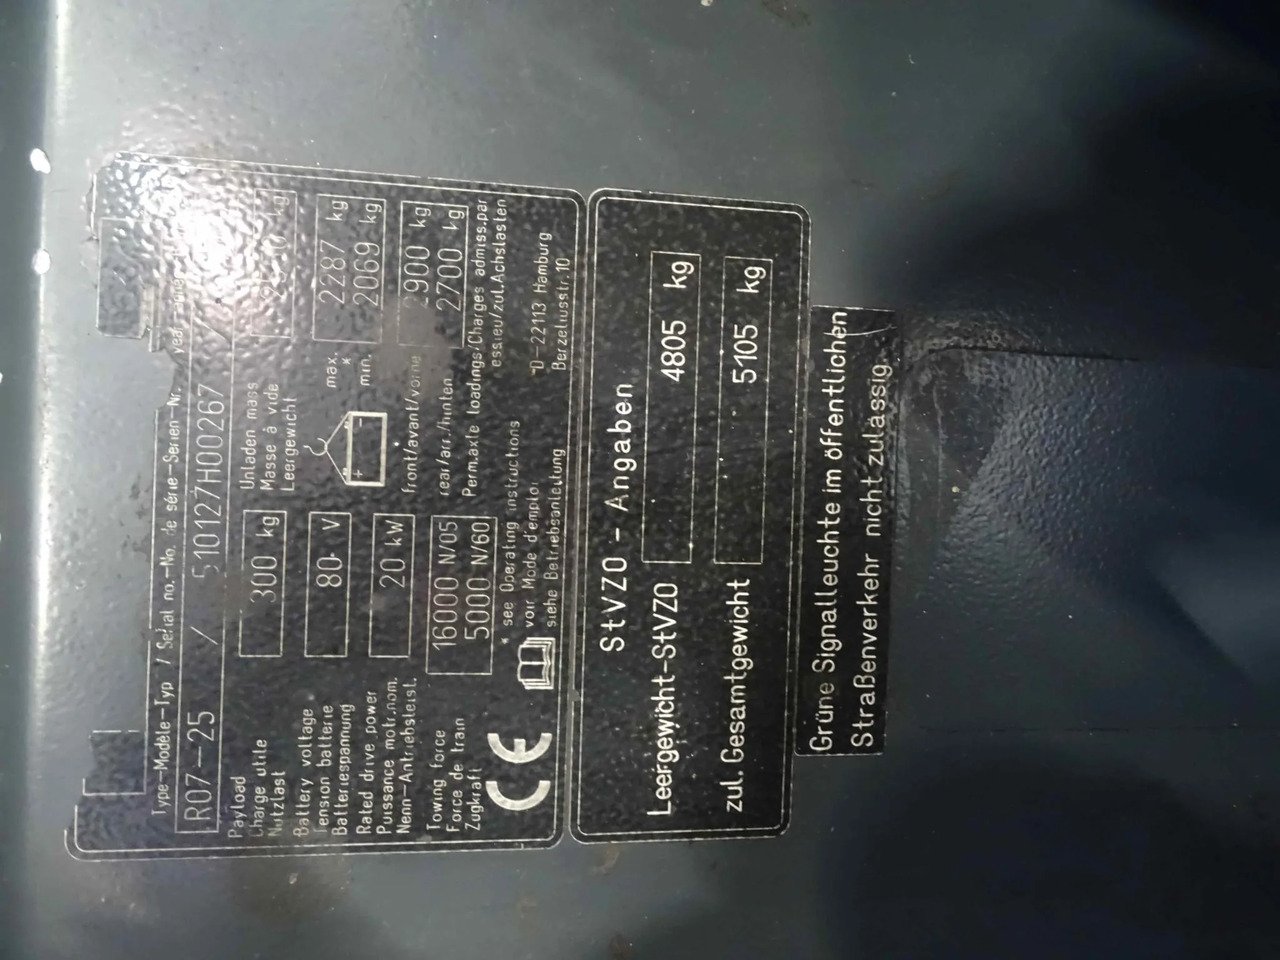 Type-Modèle-Typ / Serial no.-No. de série-Serien-Nr.
R07-25 / 510127H00267 /
Payload
Charge utile
Nutzlast
300 kg
Unladen mass
Masse à vide
Leergewicht
kg
Battery voltage
Tension batterie
Batteriespannung
80 V
max. 2287 kg
*
min. 2069 kg
+ -
Rated drive power
Puissance motr.nom.
Nenn-Antriebsleist.
20 kW
Towing force
Force de train
Zugkraft
16000 N/05
5000 N/60
front/avant/vorne 2900 kg
rear/arr./hinten 2700 kg
Perm.axle loadings/Charges admiss.par
essieu/zul.Achslasten
CE
* see Operating instructions
voir Mode d'emploi
siehe Betriebsanleitung
D-22113 Hamburg
Berzeliusstr.10
StVZO - Angaben
Leergewicht-StVZO 4805 kg
zul. Gesamtgewicht 5105 kg
Grüne Signalleuchte im öffentlichen
Straßenverkehr nicht zulässig.